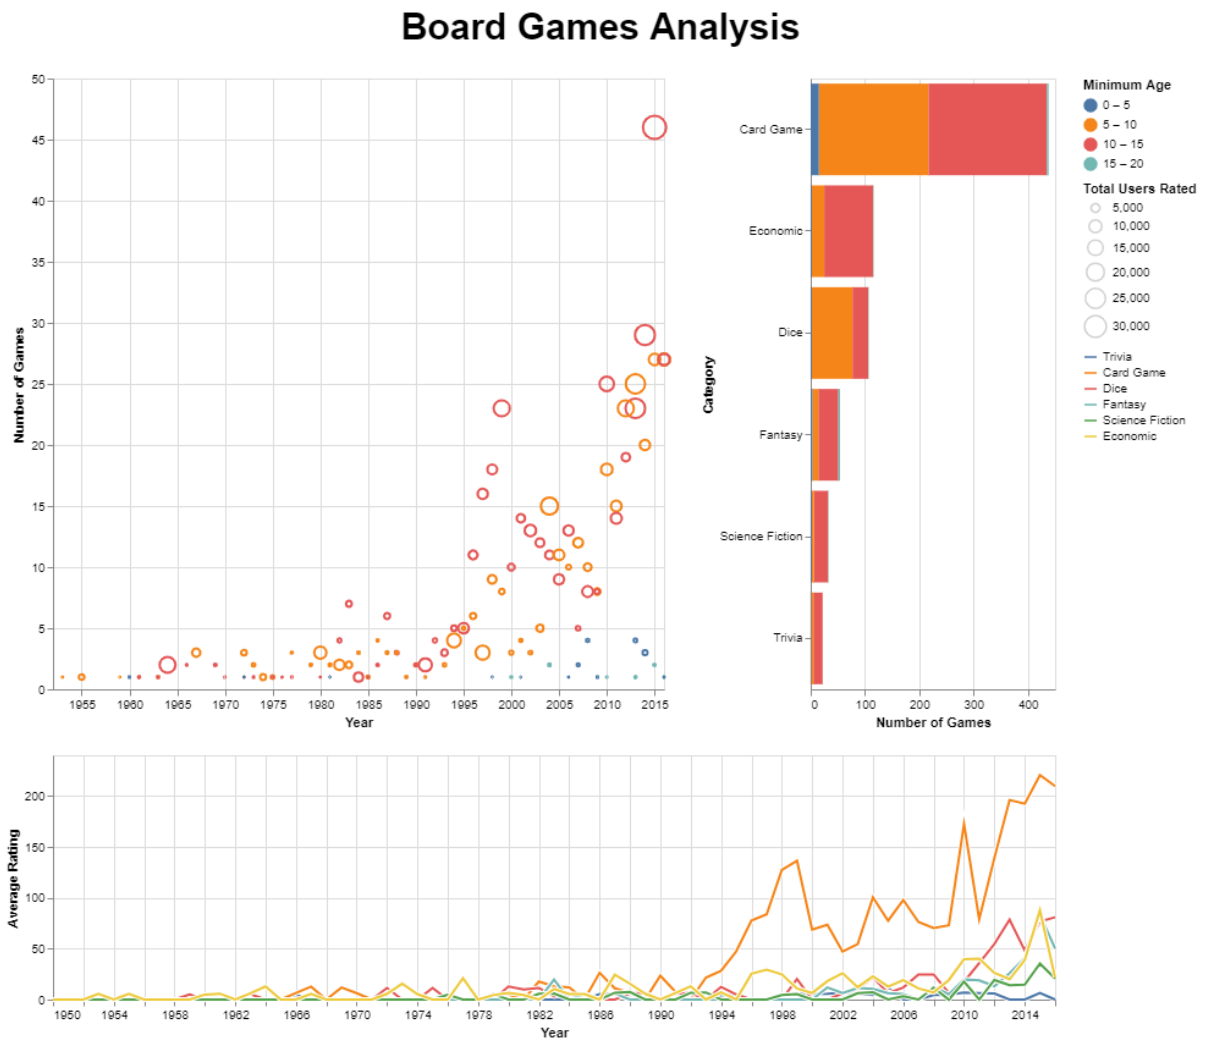 Board Games Analysis
50
45
40
35
30
25
20
15
10
5
0
Number of Games
1955 1960 1965 1970 1975 1980 1985 1990 1995 2000 2005 2010 2015
Year
Category
Card Game
Economic
Dice
Fantasy
Science Fiction
Trivia
0 100 200 300 400
Number of Games
Minimum Age
0 – 5
5 – 10
10 – 15
15 – 20
Total Users Rated
5,000
10,000
15,000
20,000
25,000
30,000
Trivia
Card Game
Dice
Fantasy
Science Fiction
Economic
Average Rating
200
150
100
50
0
1950 1954 1958 1962 1966 1970 1974 1978 1982 1986 1990 1994 1998 2002 2006 2010 2014
Year